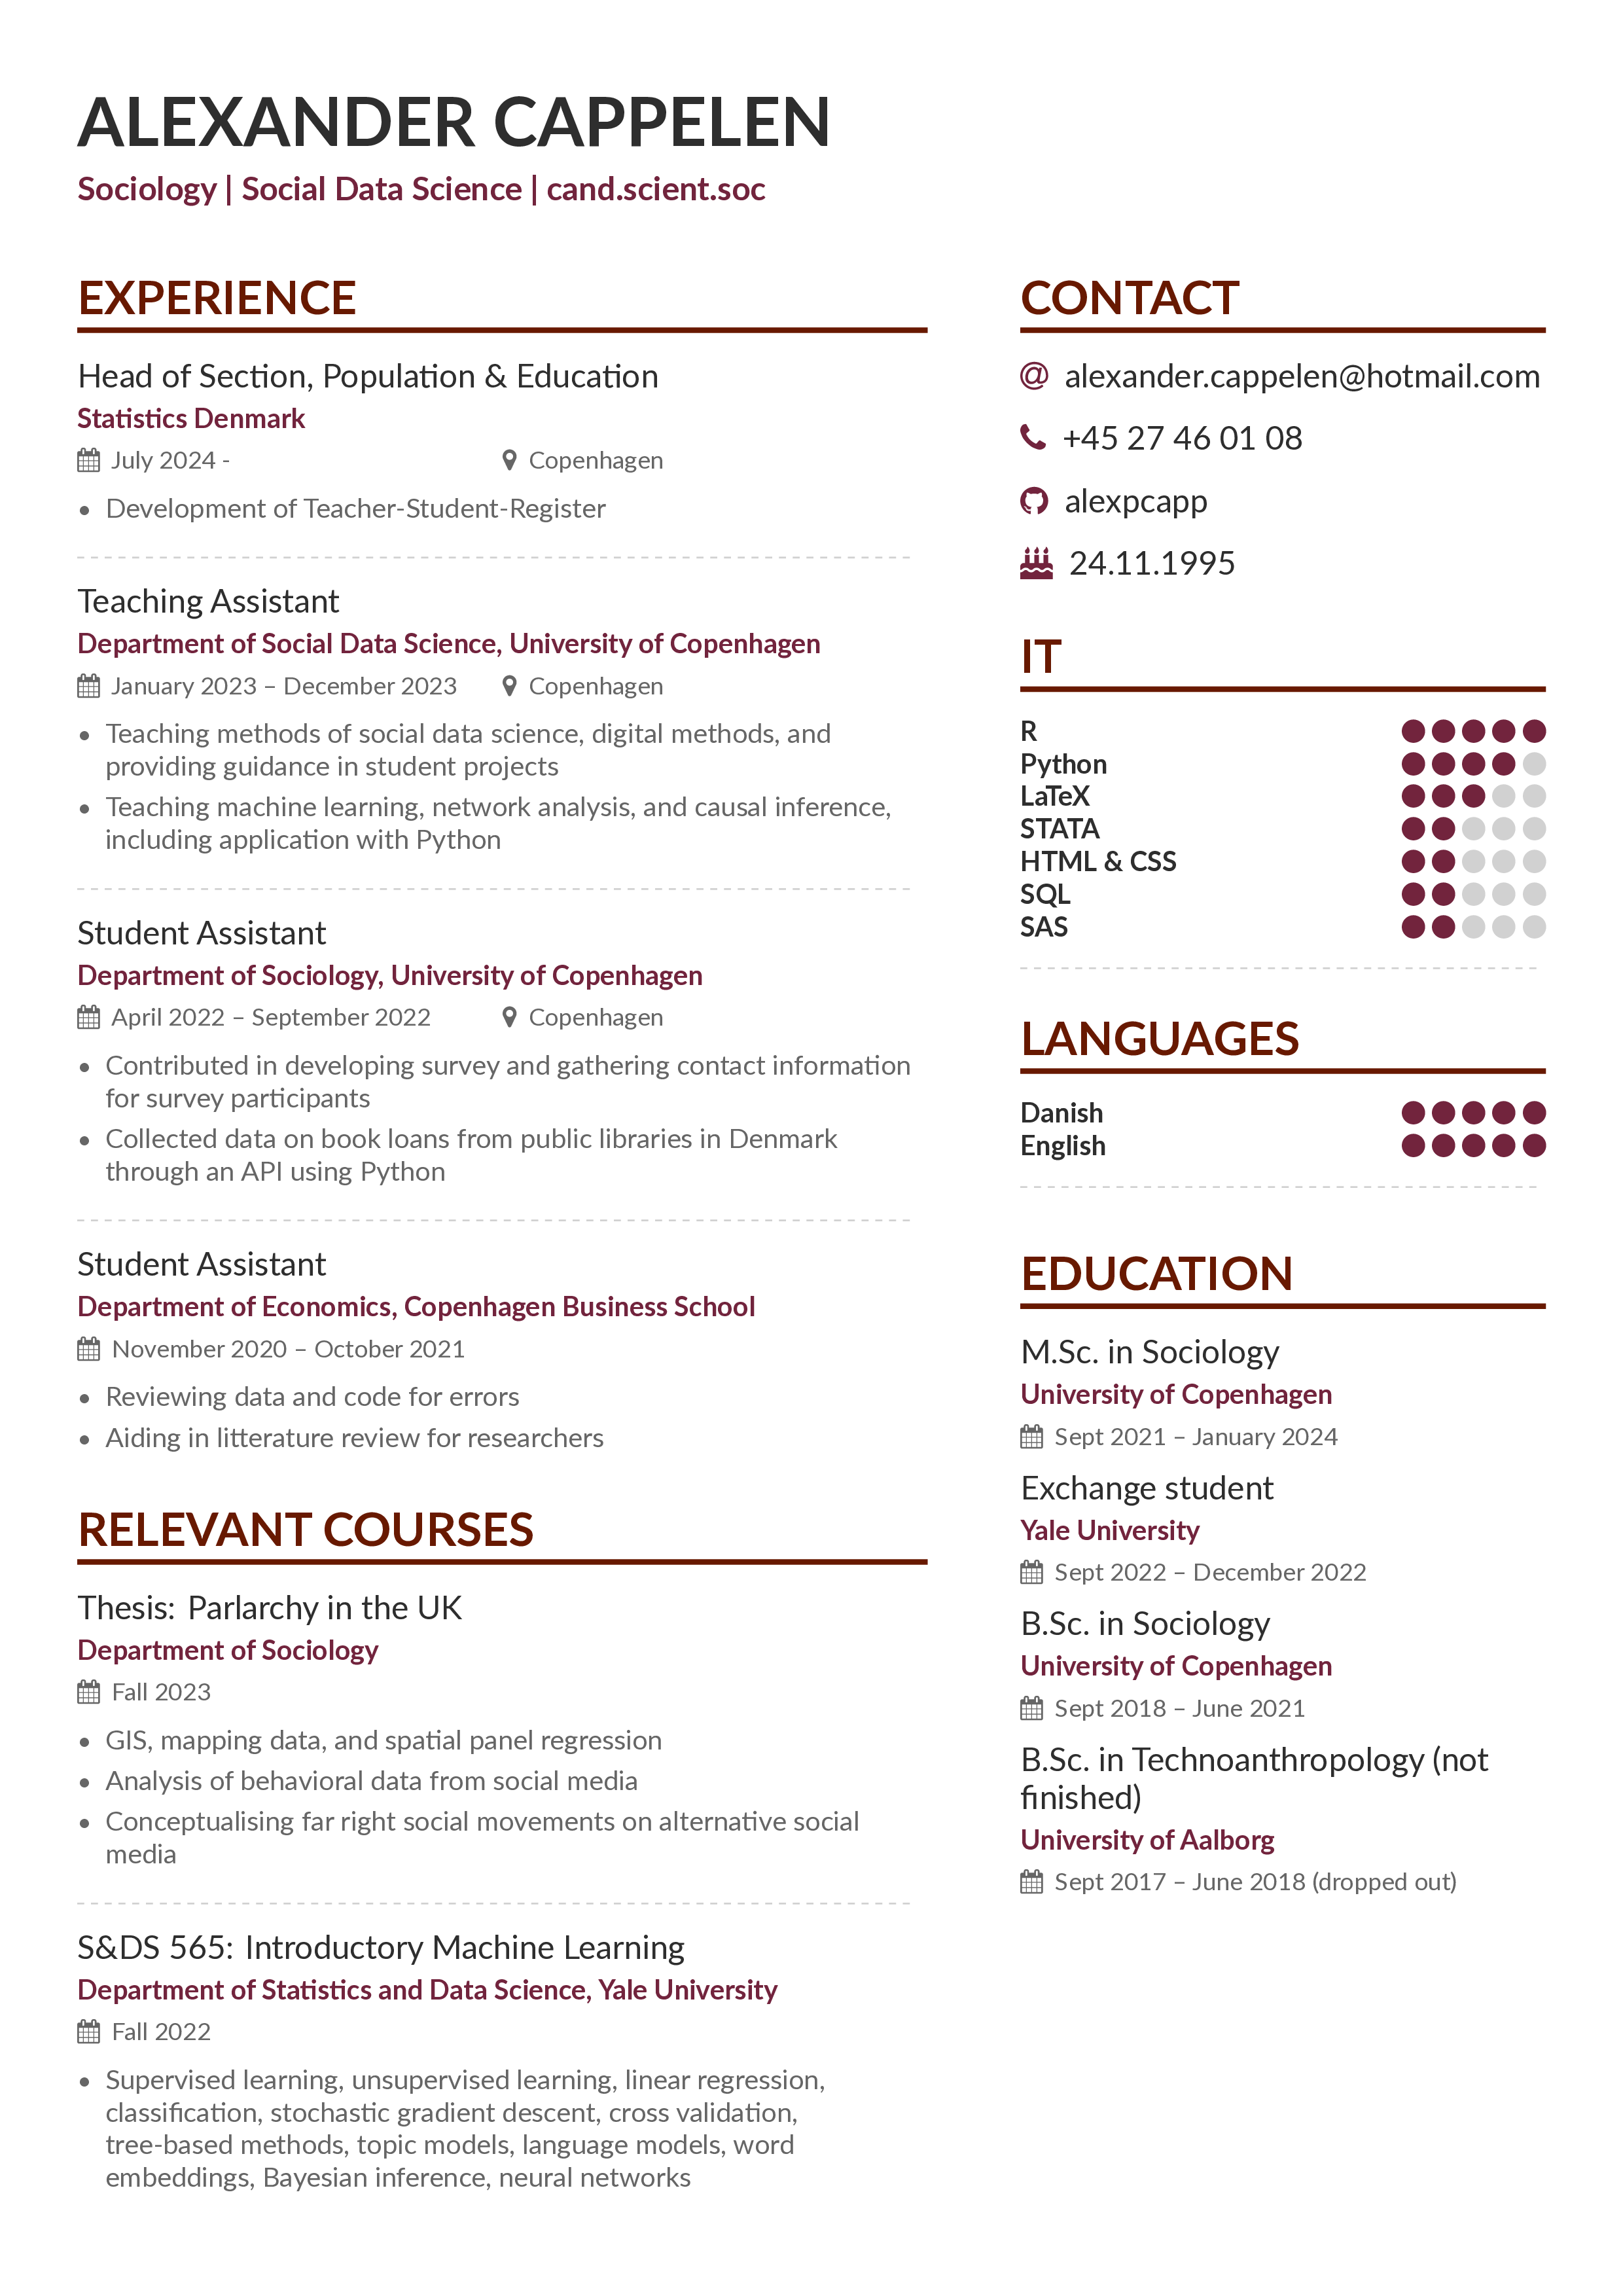 ALEXANDER CAPPELEN
Sociology | Social Data Science | cand.scient.soc
EXPERIENCE
Head of Section, Population & Education
Statistics Denmark
July 2024 -
Copenhagen
• Development of Teacher-Student-Register
Teaching Assistant
Department of Social Data Science, University of Copenhagen
January 2023 – December 2023
Copenhagen
• Teaching methods of social data science, digital methods, and
providing guidance in student projects
• Teaching machine learning, network analysis, and causal inference,
including application with Python
Student Assistant
Department of Sociology, University of Copenhagen
April 2022 – September 2022
Copenhagen
• Contributed in developing survey and gathering contact information
for survey participants
• Collected data on book loans from public libraries in Denmark
through an API using Python
Student Assistant
Department of Economics, Copenhagen Business School
November 2020 – October 2021
• Reviewing data and code for errors
• Aiding in litterature review for researchers
RELEVANT COURSES
Thesis: Parlarchy in the UK
Department of Sociology
Fall 2023
• GIS, mapping data, and spatial panel regression
• Analysis of behavioral data from social media
• Conceptualising far right social movements on alternative social
media
S&DS 565: Introductory Machine Learning
Department of Statistics and Data Science, Yale University
Fall 2022
• Supervised learning, unsupervised learning, linear regression,
classification, stochastic gradient descent, cross validation,
tree-based methods, topic models, language models, word
embeddings, Bayesian inference, neural networks
CONTACT
@ alexander.cappelen@hotmail.com
+45 27 46 01 08
alexpcapp
24.11.1995
IT
R
Python
LaTeX
STATA
HTML & CSS
SQL
SAS
LANGUAGES
Danish
English
EDUCATION
M.Sc. in Sociology
University of Copenhagen
Sept 2021 – January 2024
Exchange student
Yale University
Sept 2022 – December 2022
B.Sc. in Sociology
University of Copenhagen
Sept 2018 – June 2021
B.Sc. in Technoanthropology (not
finished)
University of Aalborg
Sept 2017 – June 2018 (dropped out)